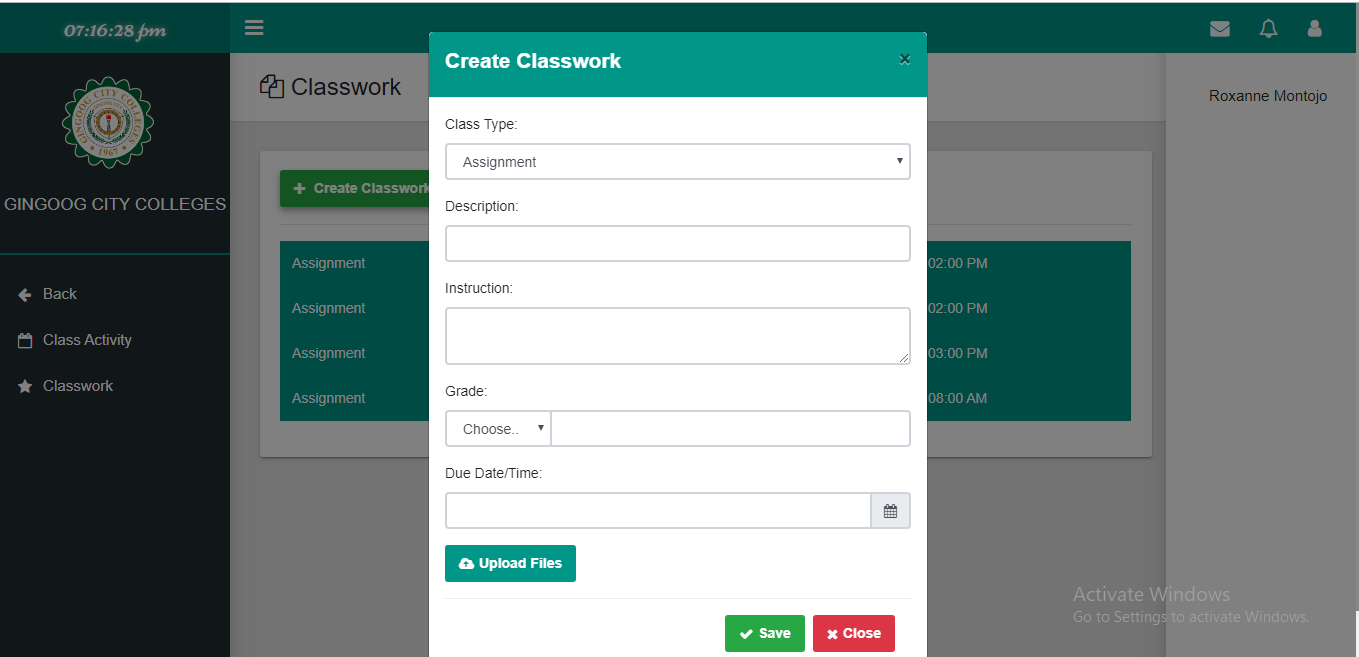 07:16:28 pm
GINGOOG CITY COLLEGES
1967
GINGOOG CITY COLLEGES
Back
Class Activity
Classwork
Classwork
Create Classwork
Assignment
02:00 PM
Assignment
02:00 PM
Assignment
03:00 PM
Assignment
08:00 AM
Create Classwork
×
Class Type:
Assignment
Description:
Instruction:
Grade:
Choose..
Due Date/Time:
Upload Files
Save
Close
Roxanne Montojo
Activate Windows
Go to Settings to activate Windows.